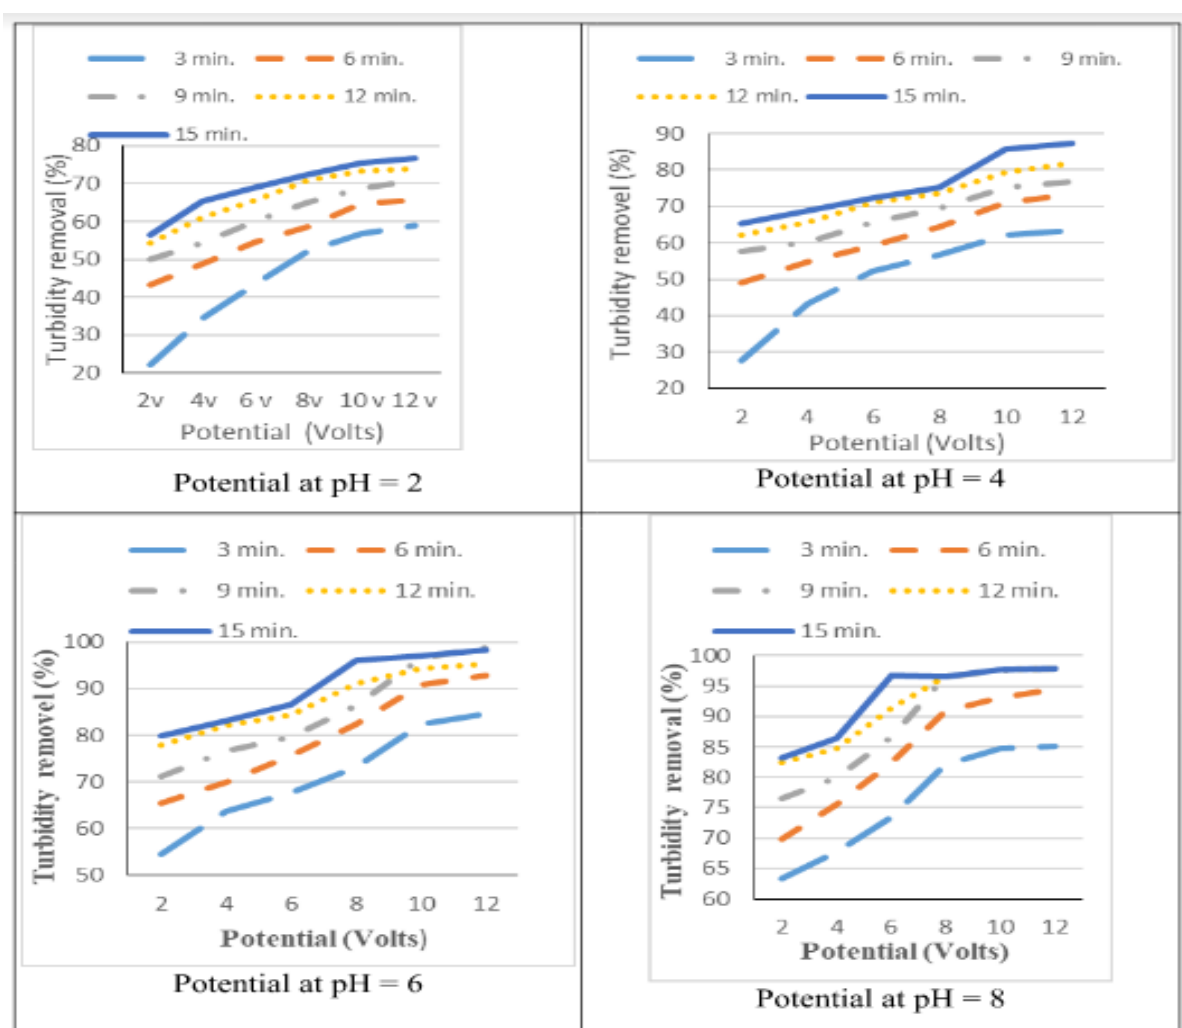 3 min. 6 min.
9 min. 12 min.
15 min.
Turbidity removal (%)
80
70
60
50
40
30
20
2v 4v 6 v 8v 10 v 12 v
Potential (Volts)
Potential at pH = 2
3 min. 6 min. 9 min.
12 min. 15 min.
Turbidity removel (%)
90
80
70
60
50
40
30
20
2 4 6 8 10 12
Potential (Volts)
Potential at pH = 4
3 min. 6 min.
9 min. 12 min.
15 min.
Turbidity removel (%)
100
90
80
70
60
50
2 4 6 8 10 12
Potential (Volts)
Potential at pH = 6
3 min. 6 min.
9 min. 12 min.
15 min.
Turbidity removal (%)
100
95
90
85
80
75
70
65
60
2 4 6 8 10 12
Potential (Volts)
Potential at pH = 8